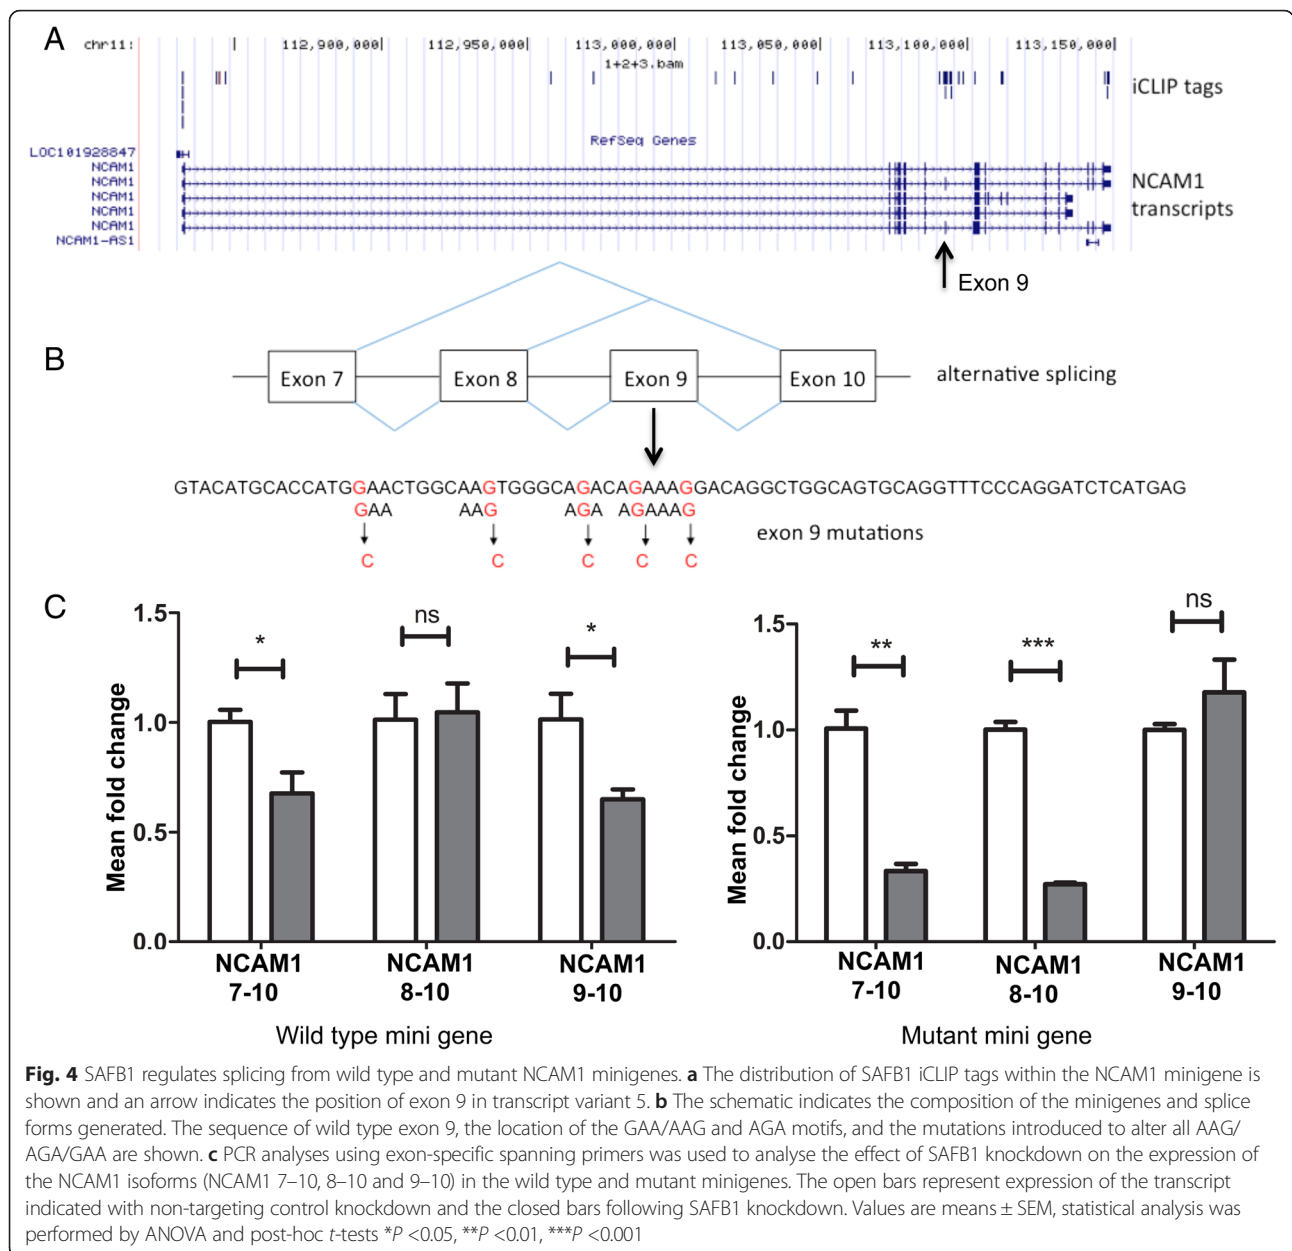 A
chr11: 112,900,000| 112,950,000| 113,000,000| 113,050,000| 113,100,000| 113,150,000|
1+2+3.bam
iCLIP tags
RefSeq Genes
LOC101928847
NCAM1
NCAM1
NCAM1
NCAM1
NCAM1
NCAM1-AS1
NCAM1
transcripts
Exon 9
B
Exon 7 Exon 8 Exon 9 Exon 10
alternative splicing
GTACATGCACCATGGAACTGGCAAGTGGGCAGACAGAAAGGACAGGCTGGCAGTGCAGGTTTCCCAGGATCTCATGAG
GAA AAG AGA AGAAAG
exon 9 mutations
C C C C C
C
Mean fold change
1.5
1.0
0.5
0.0
* ns *
NCAM1 NCAM1 NCAM1
7-10 8-10 9-10
Wild type mini gene
Mean fold change
1.5
1.0
0.5
0.0
** *** ns
NCAM1 NCAM1 NCAM1
7-10 8-10 9-10
Mutant mini gene
Fig. 4 SAFB1 regulates splicing from wild type and mutant NCAM1 minigenes. a The distribution of SAFB1 iCLIP tags within the NCAM1 minigene is
shown and an arrow indicates the position of exon 9 in transcript variant 5. b The schematic indicates the composition of the minigenes and splice
forms generated. The sequence of wild type exon 9, the location of the GAA/AAG and AGA motifs, and the mutations introduced to alter all AAG/
AGA/GAA are shown. c PCR analyses using exon-specific spanning primers was used to analyse the effect of SAFB1 knockdown on the expression of
the NCAM1 isoforms (NCAM1 7–10, 8–10 and 9–10) in the wild type and mutant minigenes. The open bars represent expression of the transcript
indicated with non-targeting control knockdown and the closed bars following SAFB1 knockdown. Values are means ± SEM, statistical analysis was
performed by ANOVA and post-hoc t-tests *P <0.05, **P <0.01, ***P <0.001